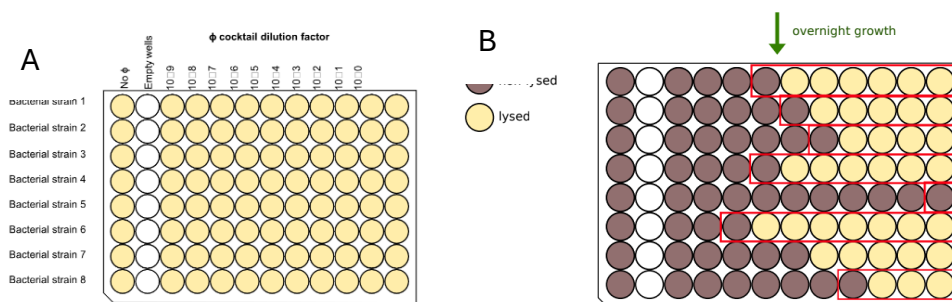 A
ϕ cocktail dilution factor
No ϕ
Empty wells
10□9
10□8
10□7
10□6
10□5
10□4
10□3
10□2
10□1
10□0
Bacterial strain 1
Bacterial strain 2
Bacterial strain 3
Bacterial strain 4
Bacterial strain 5
Bacterial strain 6
Bacterial strain 7
Bacterial strain 8
B
overnight growth
lysed